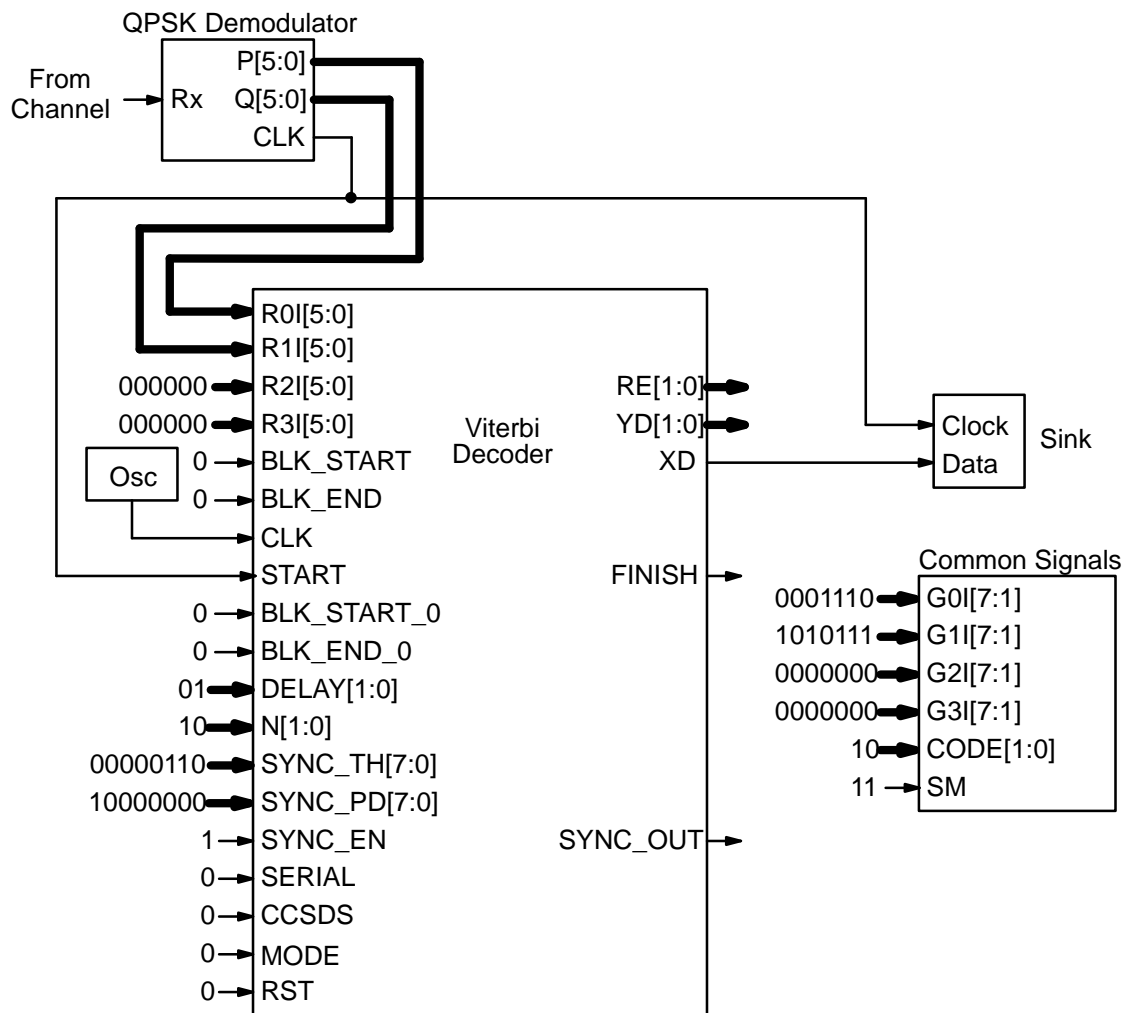 QPSK Demodulator
From
Channel
Rx
P[5:0]
Q[5:0]
CLK
R0I[5:0]
R1I[5:0]
000000 R2I[5:0]
000000 R3I[5:0]
0 BLK_START
0 BLK_END
Osc
CLK
START
0 BLK_START_0
0 BLK_END_0
01 DELAY[1:0]
10 N[1:0]
00000110 SYNC_TH[7:0]
10000000 SYNC_PD[7:0]
1 SYNC_EN
0 SERIAL
0 CCSDS
0 MODE
0 RST
Viterbi
Decoder
RE[1:0]
YD[1:0]
XD
FINISH
SYNC_OUT
Clock
Data
Sink
Common Signals
0001110 G0I[7:1]
1010111 G1I[7:1]
0000000 G2I[7:1]
0000000 G3I[7:1]
10 CODE[1:0]
11 SM